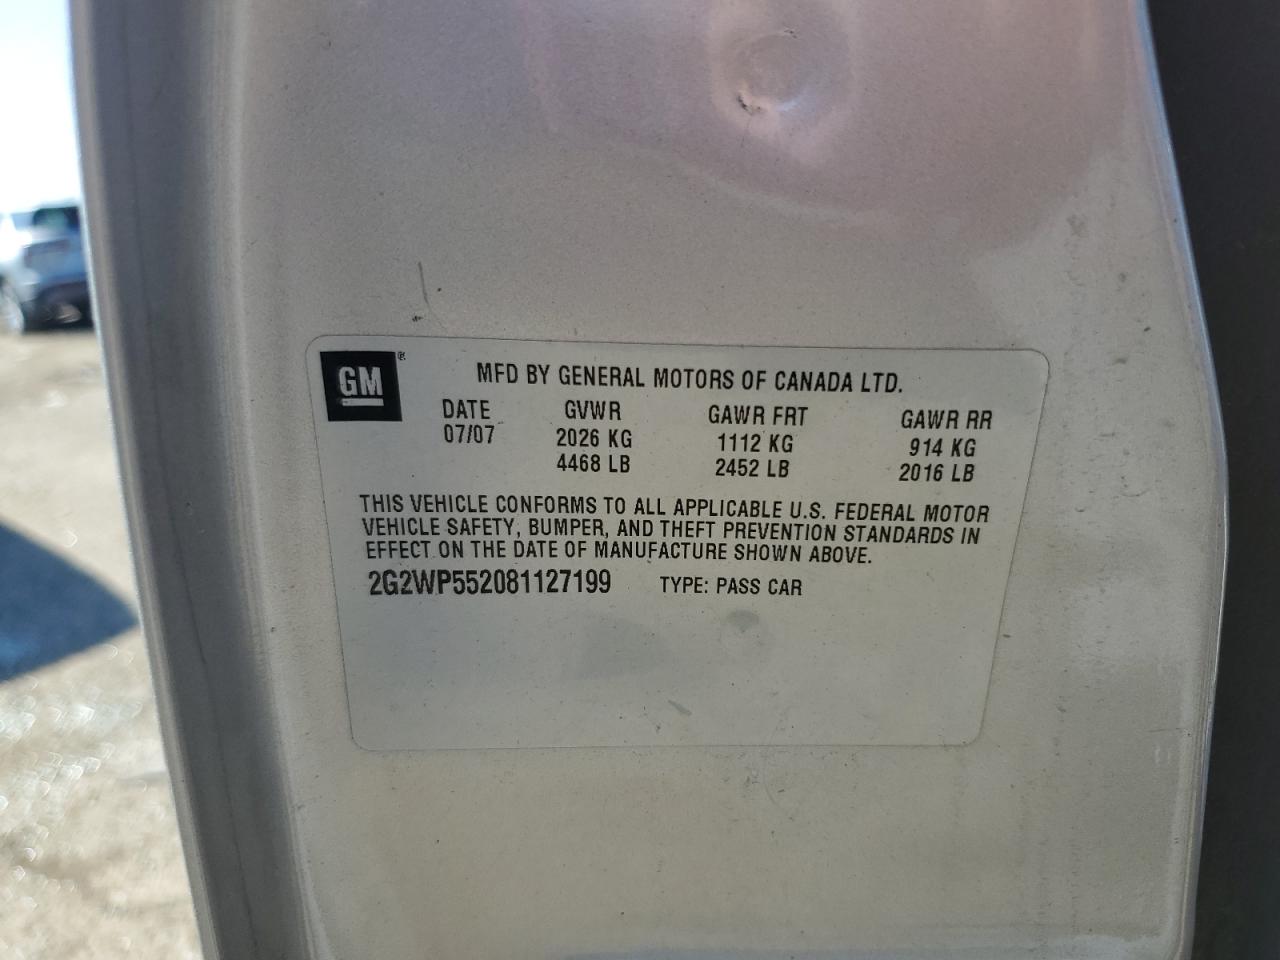 GM®
MFD BY GENERAL MOTORS OF CANADA LTD.
DATE GVWR GAWR FRT GAWR RR
07/07 2026 KG 1112 KG 914 KG
4468 LB 2452 LB 2016 LB
THIS VEHICLE CONFORMS TO ALL APPLICABLE U.S. FEDERAL MOTOR
VEHICLE SAFETY, BUMPER, AND THEFT PREVENTION STANDARDS IN
EFFECT ON THE DATE OF MANUFACTURE SHOWN ABOVE.
2G2WP552081127199 TYPE: PASS CAR